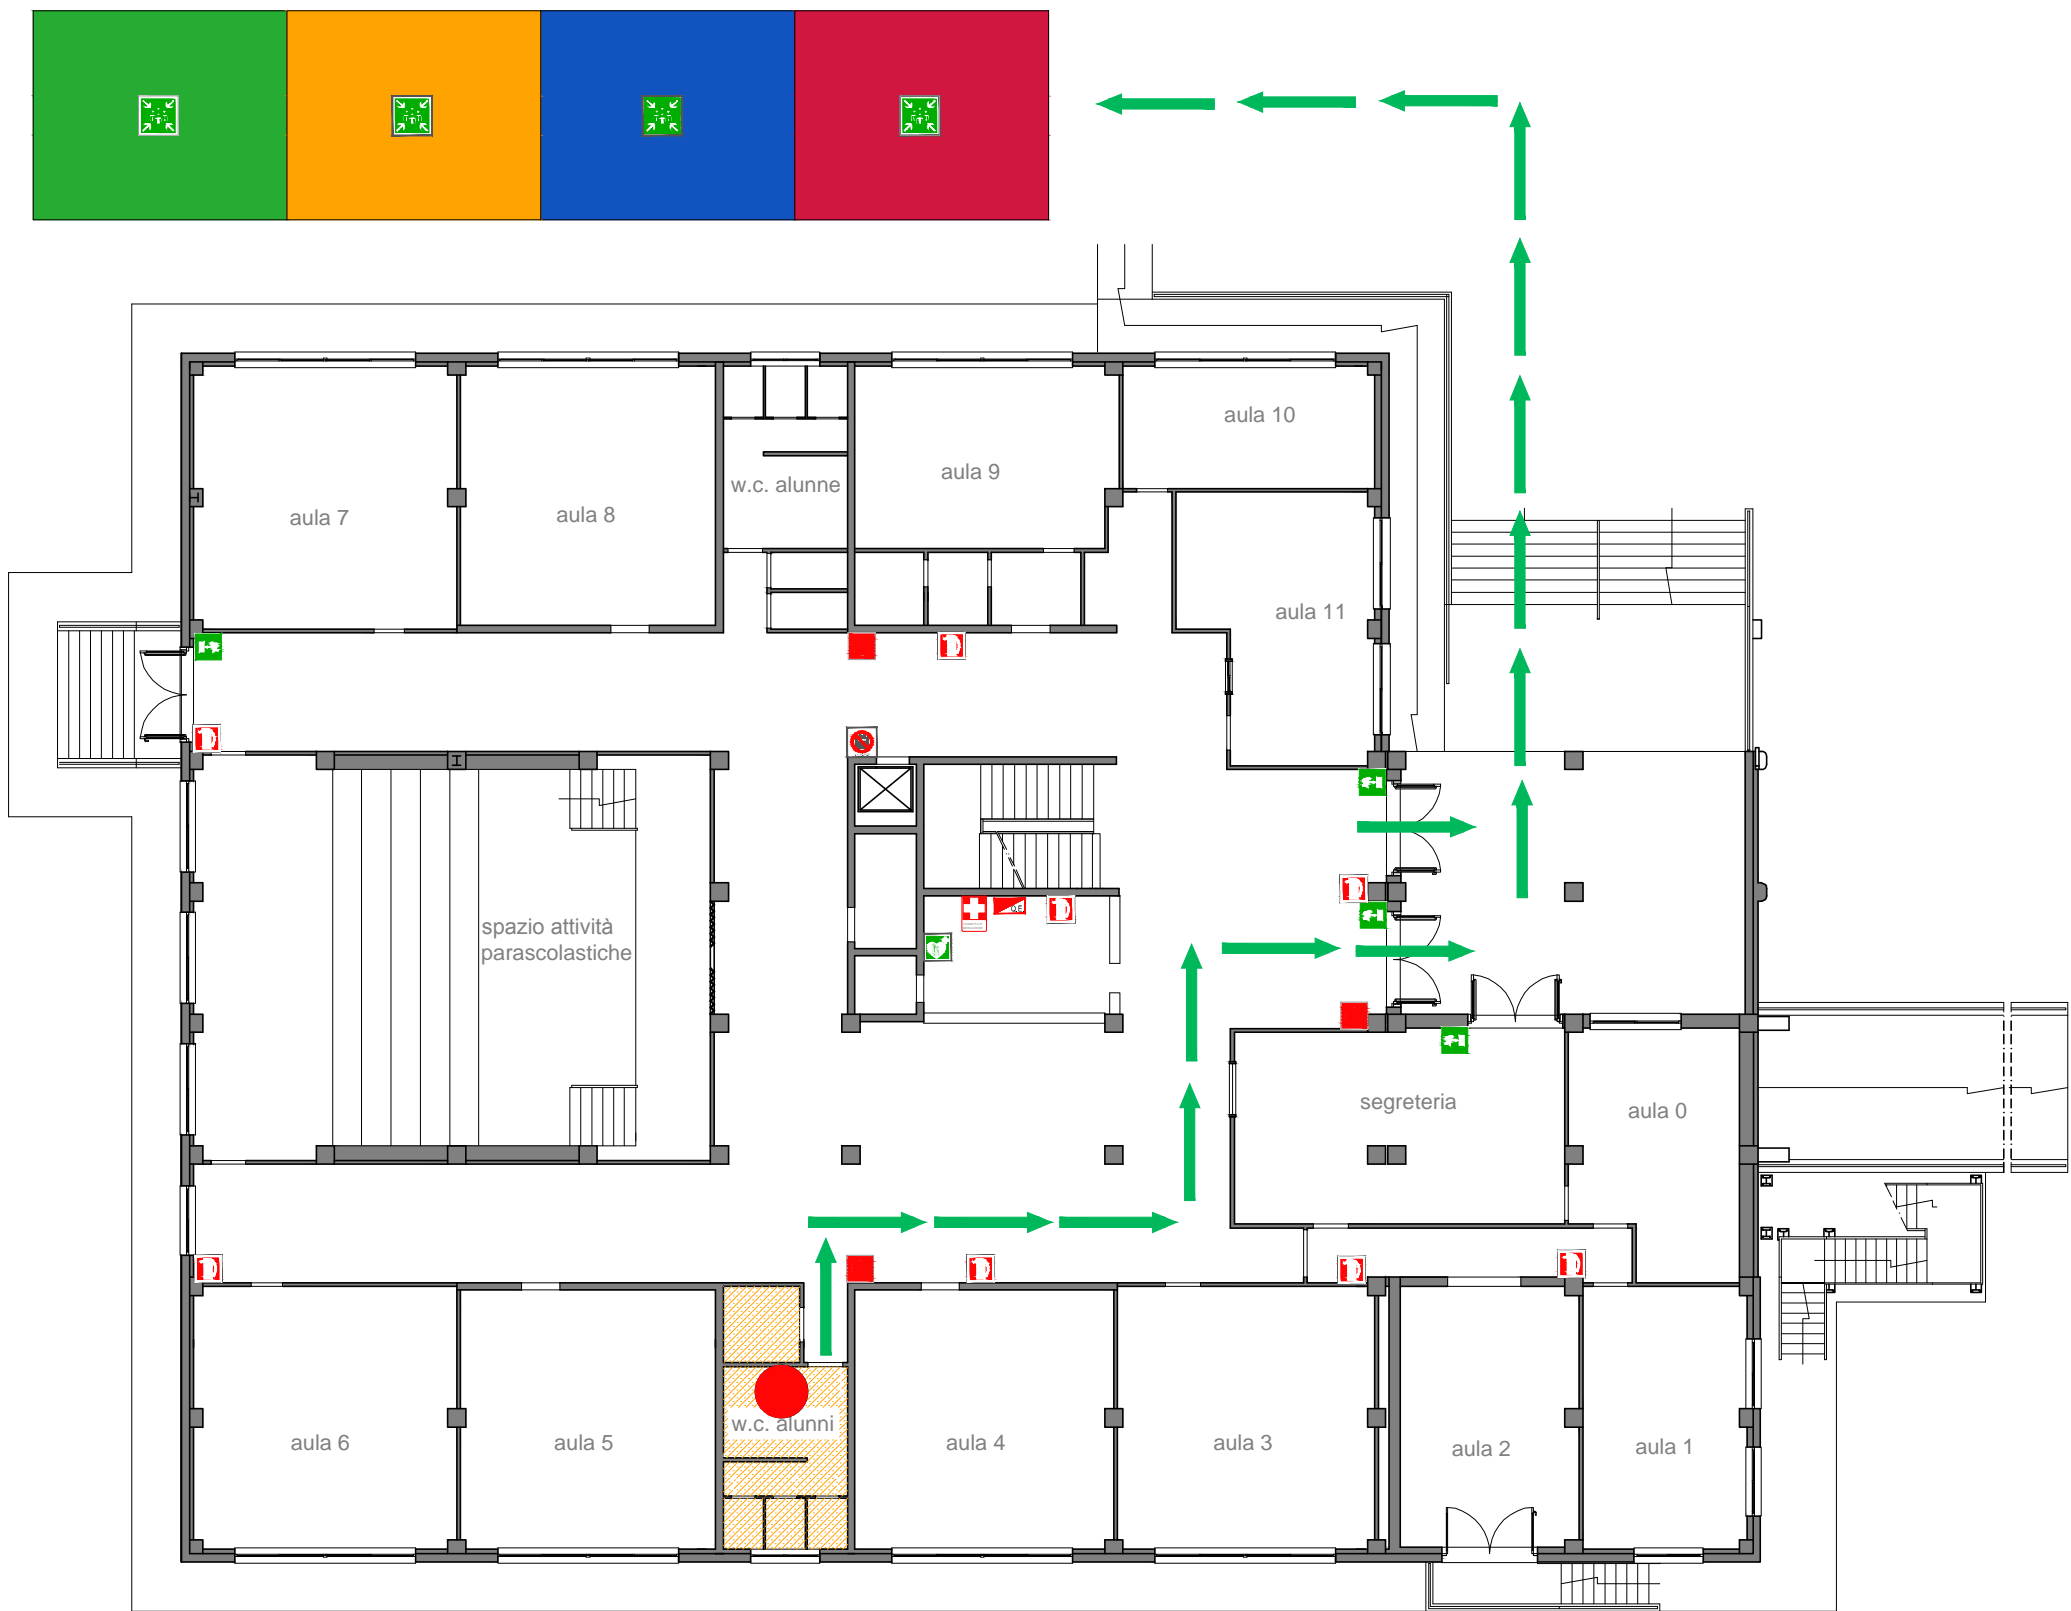 aula 10
aula 9
w.c. alunne
aula 7
aula 8
aula 11
Q.E.
spazio attività
parascolastiche
segreteria
aula 0
w.c. alunni
aula 6
aula 5
aula 4
aula 3
aula 2
aula 1